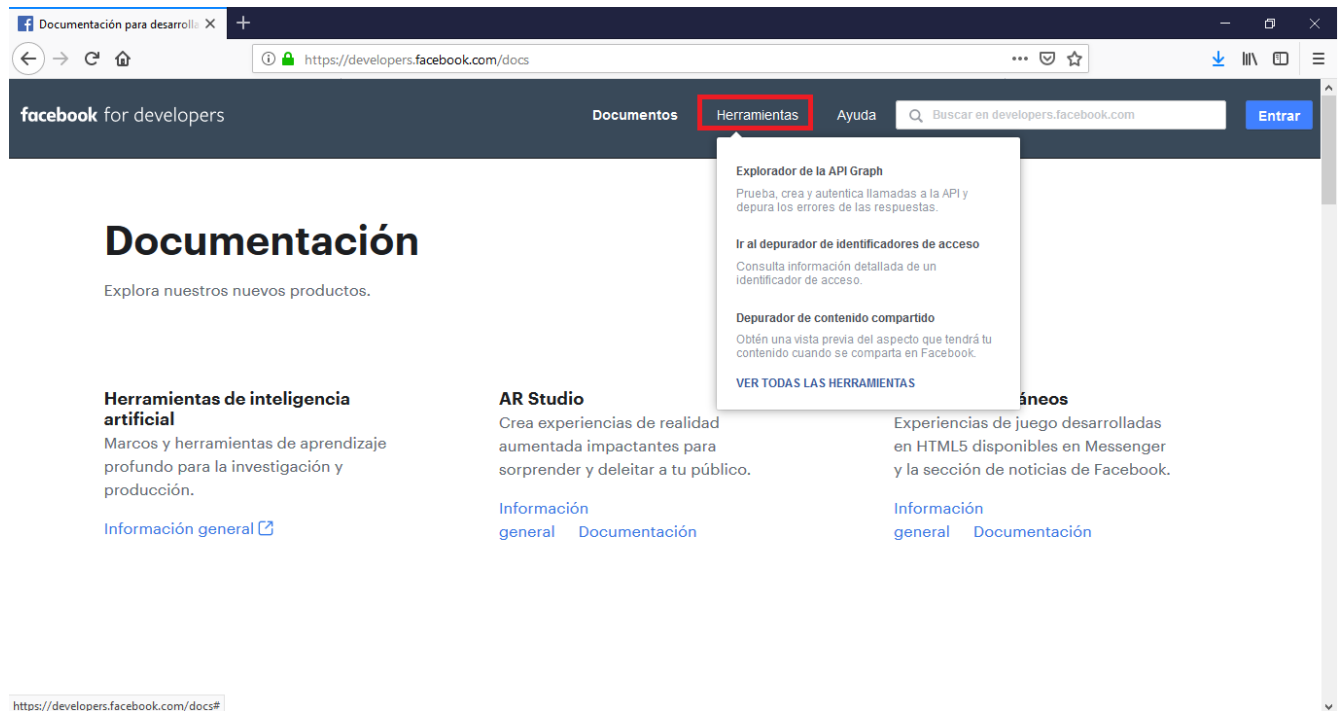 Documentación para desarrolla
https://developers.facebook.com/docs
facebook for developers
Documentos
Herramientas
Ayuda
Buscar en developers.facebook.com
Entrar
Explorador de la API Graph
Prueba, crea y autentica llamadas a la API y
depura los errores de las respuestas.
Ir al depurador de identificadores de acceso
Consulta información detallada de un
identificador de acceso.
Depurador de contenido compartido
Obtén una vista previa del aspecto que tendrá tu
contenido cuando se comparta en Facebook.
VER TODAS LAS HERRAMIENTAS
Documentación
Explora nuestros nuevos productos.
Herramientas de inteligencia
artificial
Marcos y herramientas de aprendizaje
profundo para la investigación y
producción.
Información general
AR Studio
Crea experiencias de realidad
aumentada impactantes para
sorprender y deleitar a tu público.
Información
general Documentación
áneos
Experiencias de juego desarrolladas
en HTML5 disponibles en Messenger
y la sección de noticias de Facebook.
Información
general Documentación
https://developers.facebook.com/docs#